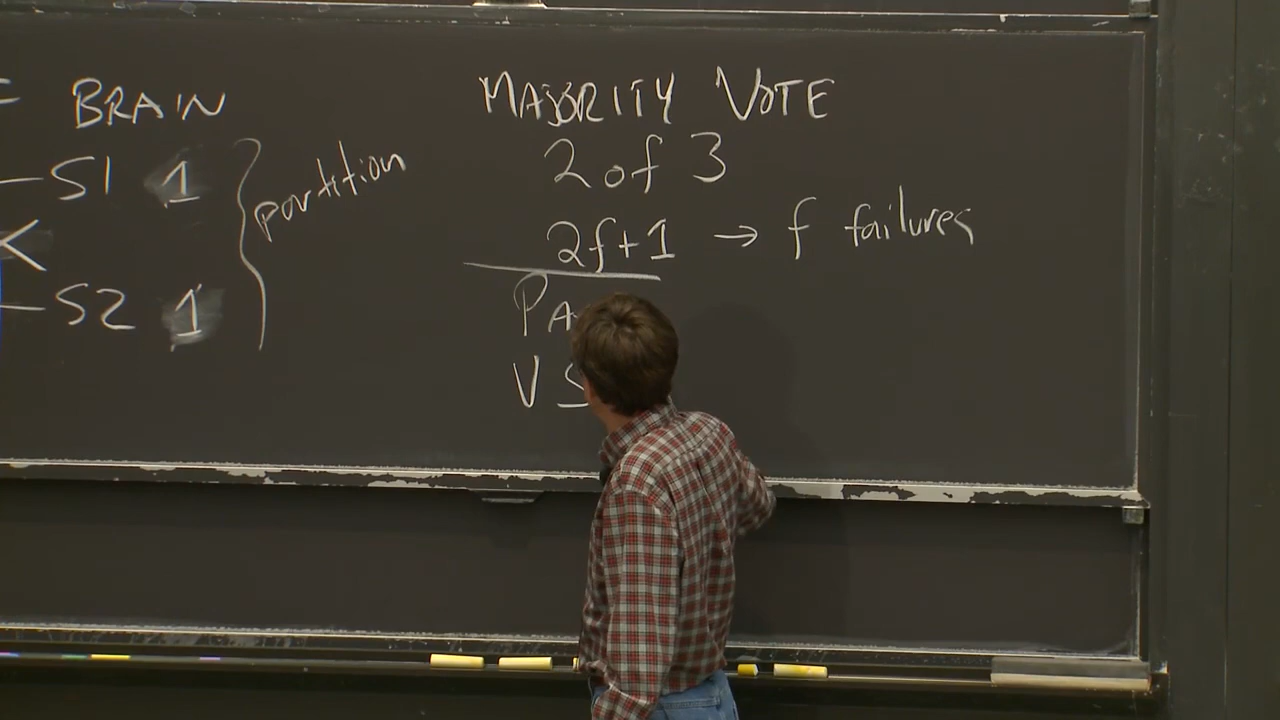 BRAIN
S1 1
S2 1
partition
MAJORITY VOTE
2 of 3
2f+1 → f failures